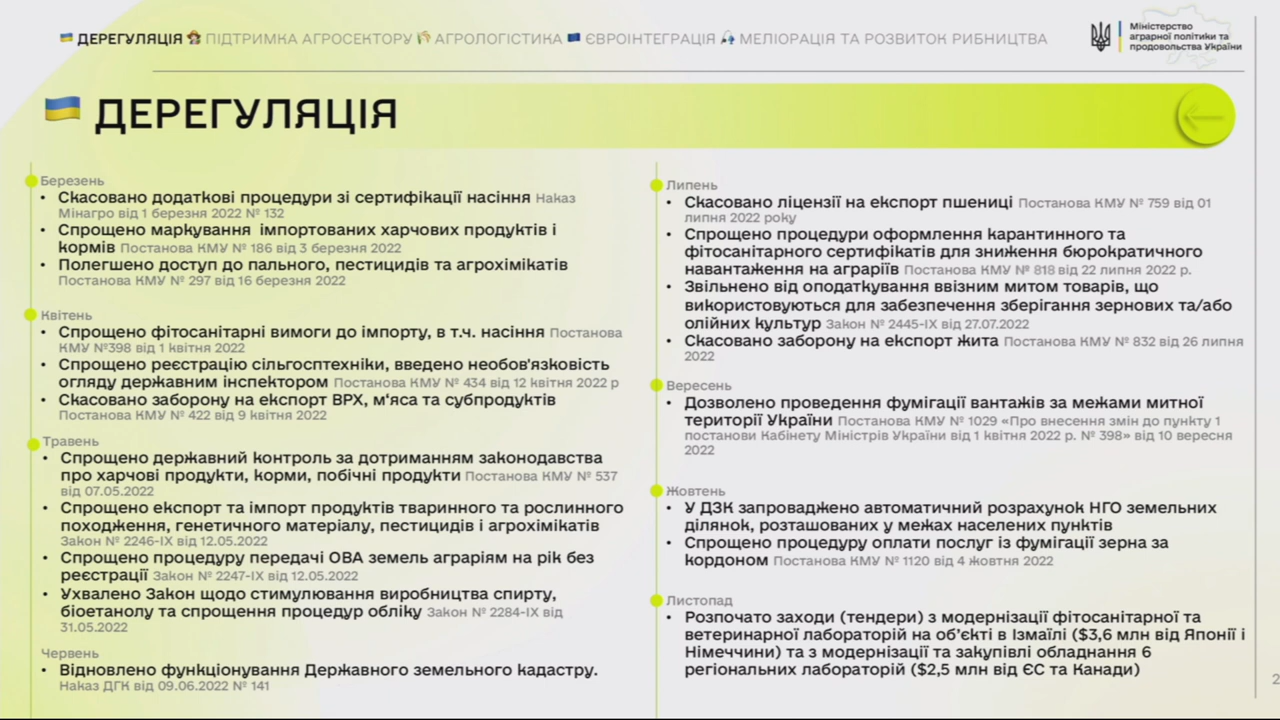 ДЕРЕГУЛЯЦІЯ ПІДТРИМКА АГРОСЕКТОРУ АГРОЛОГІСТИКА ЄВРОІНТЕГРАЦІЯ МЕЛІОРАЦІЯ ТА РОЗВИТОК РИБНИЦТВА
Міністерство
аграрної політики та
продовольства України
ДЕРЕГУЛЯЦІЯ
Березень
• Скасовано додаткові процедури зі сертифікації насіння Наказ
Мінагро від 1 березня 2022 № 132
• Спрощено маркування імпортованих харчових продуктів і
кормів Постанова КМУ № 186 від 3 березня 2022
• Полегшено доступ до пального, пестицидів та агрохімікатів
Постанова КМУ № 297 від 16 березня 2022
Квітень
• Спрощено фітосанітарні вимоги до імпорту, в т.ч. насіння Постанова
КМУ №398 від 1 квітня 2022
• Спрощено реєстрацію сільгосптехніки, введено необов'язковість
огляду державним інспектором Постанова КМУ № 434 від 12 квітня 2022 р
• Скасовано заборону на експорт ВРХ, м‘яса та субпродуктів
Постанова КМУ № 422 від 9 квітня 2022
Травень
• Спрощено державний контроль за дотриманням законодавства
про харчові продукти, корми, побічні продукти Постанова КМУ № 537
від 07.05.2022
• Спрощено експорт та імпорт продуктів тваринного та рослинного
походження, генетичного матеріалу, пестицидів і агрохімікатів
Закон № 2246-IX від 12.05.2022
• Спрощено процедуру передачі ОВА земель аграріям на рік без
реєстрації Закон № 2247-IX від 12.05.2022
• Ухвалено Закон щодо стимулювання виробництва спирту,
біоетанолу та спрощення процедур обліку Закон № 2284-IX від
31.05.2022
Червень
• Відновлено функціонування Державного земельного кадастру.
Наказ ДГК від 09.06.2022 № 141
Липень
• Скасовано ліцензії на експорт пшениці Постанова КМУ № 759 від 01
липня 2022 року
• Спрощено процедури оформлення карантинного та
фітосанітарного сертифікатів для зниження бюрократичного
навантаження на аграріїв Постанова КМУ № 818 від 22 липня 2022 р.
• Звільнено від оподаткування ввізним митом товарів, що
використовуються для забезпечення зберігання зернових та/або
олійних культур Закон № 2445-IX від 27.07.2022
• Скасовано заборону на експорт жита Постанова КМУ № 832 від 26 липня
2022
Вересень
• Дозволено проведення фумігації вантажів за межами митної
території України Постанова КМУ № 1029 «Про внесення змін до пункту 1
постанови Кабінету Міністрів України від 1 квітня 2022 р. № 398» від 10 вересня
2022
Жовтень
• У ДЗК запроваджено автоматичний розрахунок НГО земельних
ділянок, розташованих у межах населених пунктів
• Спрощено процедуру оплати послуг із фумігації зерна за
кордоном Постанова КМУ № 1120 від 4 жовтня 2022
Листопад
• Розпочато заходи (тендери) з модернізації фітосанітарної та
ветеринарної лабораторій на об’єкті в Ізмаїлі ($3,6 млн від Японії і
Німеччини) та з модернізації та закупівлі обладнання 6
регіональних лабораторій ($2,5 млн від ЄС та Канади)
2